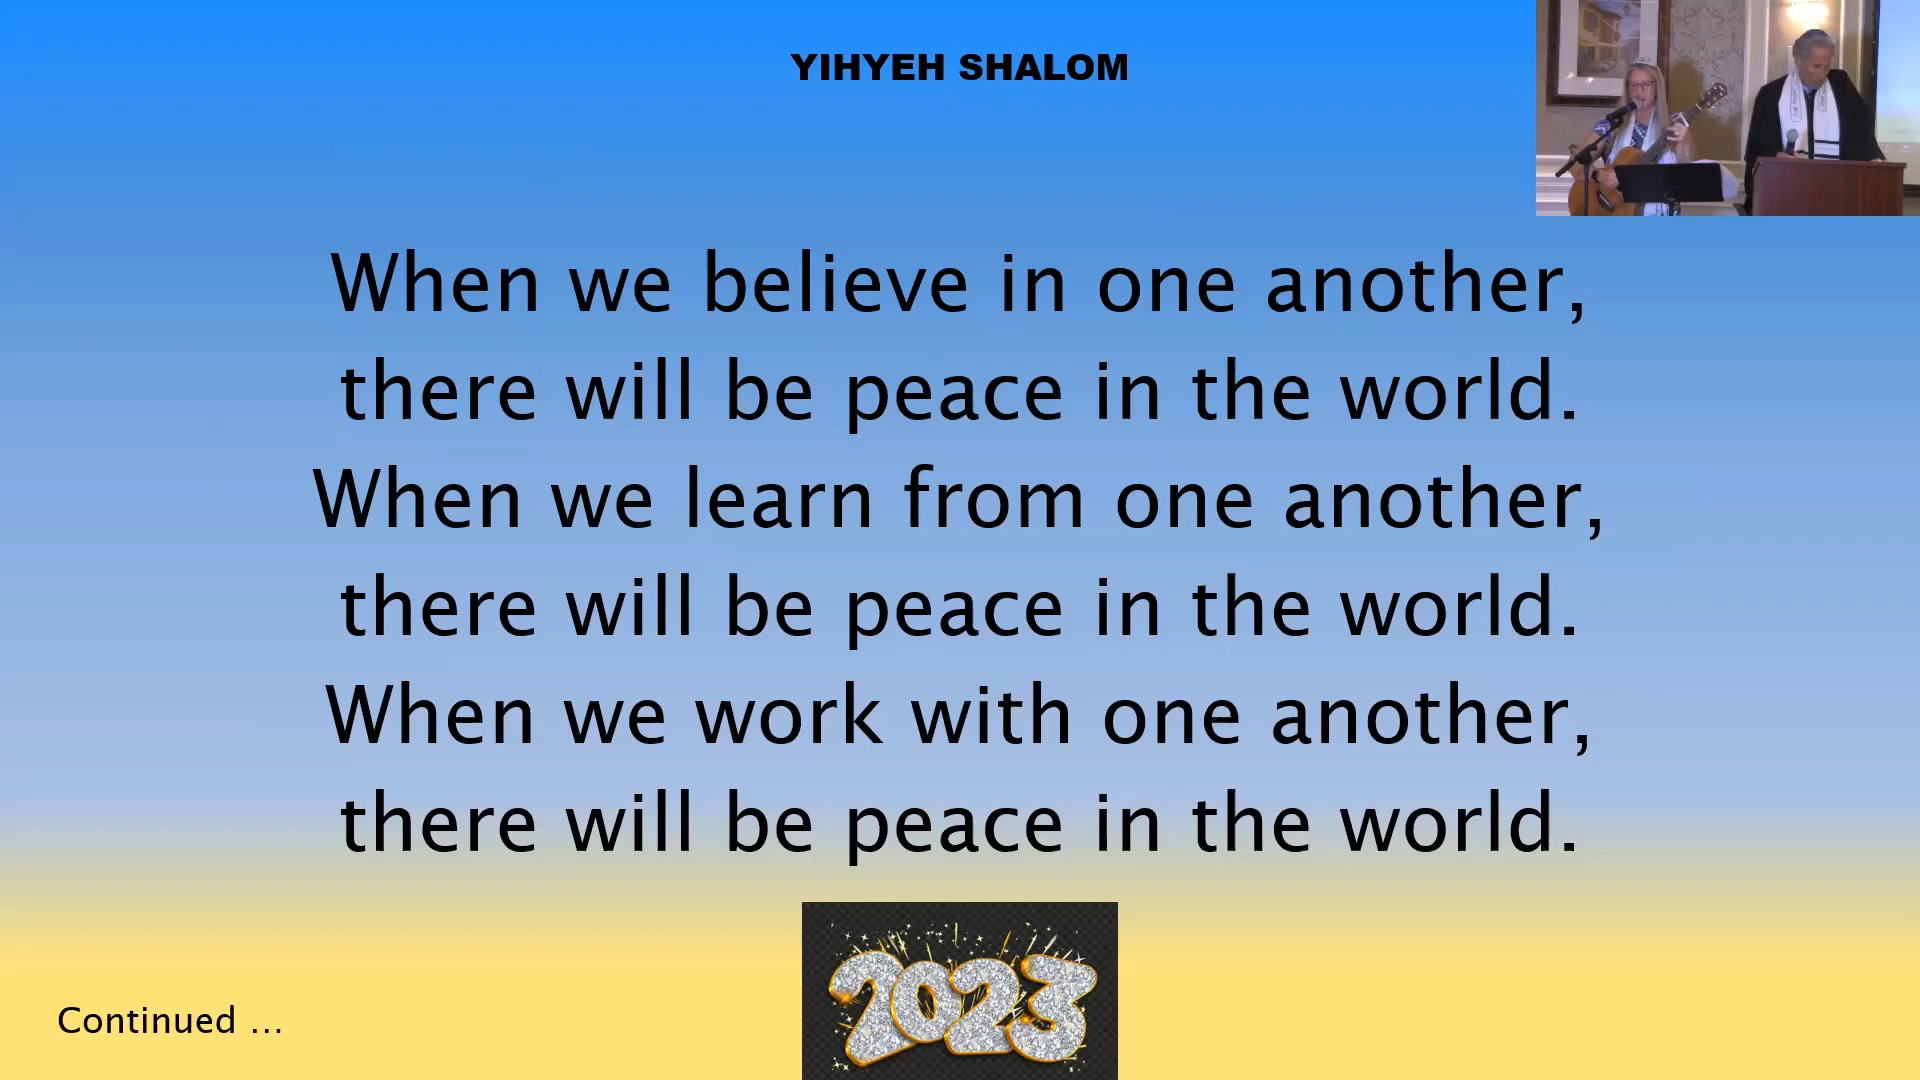 YIHYEH SHALOM
When we believe in one another,
there will be peace in the world.
When we learn from one another,
there will be peace in the world.
When we work with one another,
there will be peace in the world.
2023
Continued ...